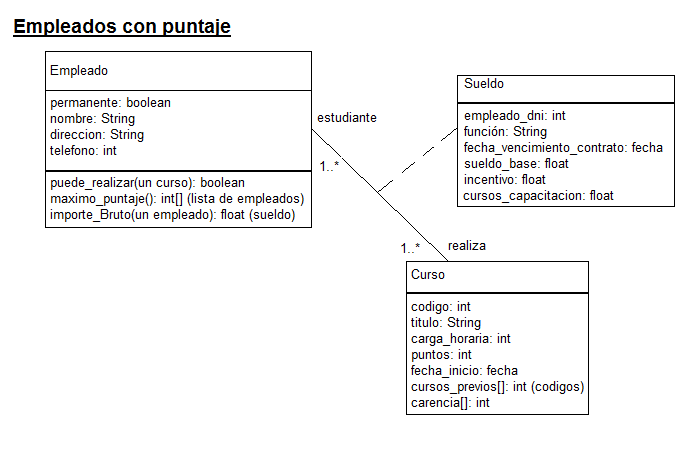 Empleados con puntaje
Empleado
permanente: boolean
nombre: String
direccion: String
telefono: int
puede_realizar(un curso): boolean
maximo_puntaje(): int[] (lista de empleados)
importe_Bruto(un empleado): float (sueldo)
estudiante
1..*
Sueldo
empleado_dni: int
función: String
fecha_vencimiento_contrato: fecha
sueldo_base: float
incentivo: float
cursos_capacitacion: float
1..*
realiza
Curso
codigo: int
titulo: String
carga_horaria: int
puntos: int
fecha_inicio: fecha
cursos_previos[]: int (codigos)
carencia[]: int